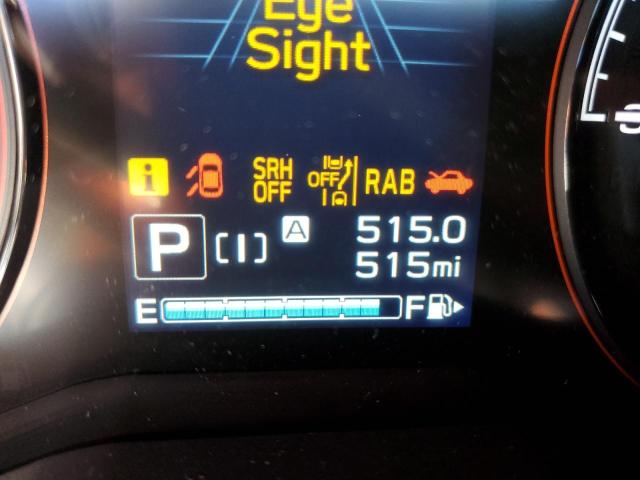 Eye
Sight
i
SRH
OFF
OFF
RAB
P
[I]
A
515.0
515mi
E
F